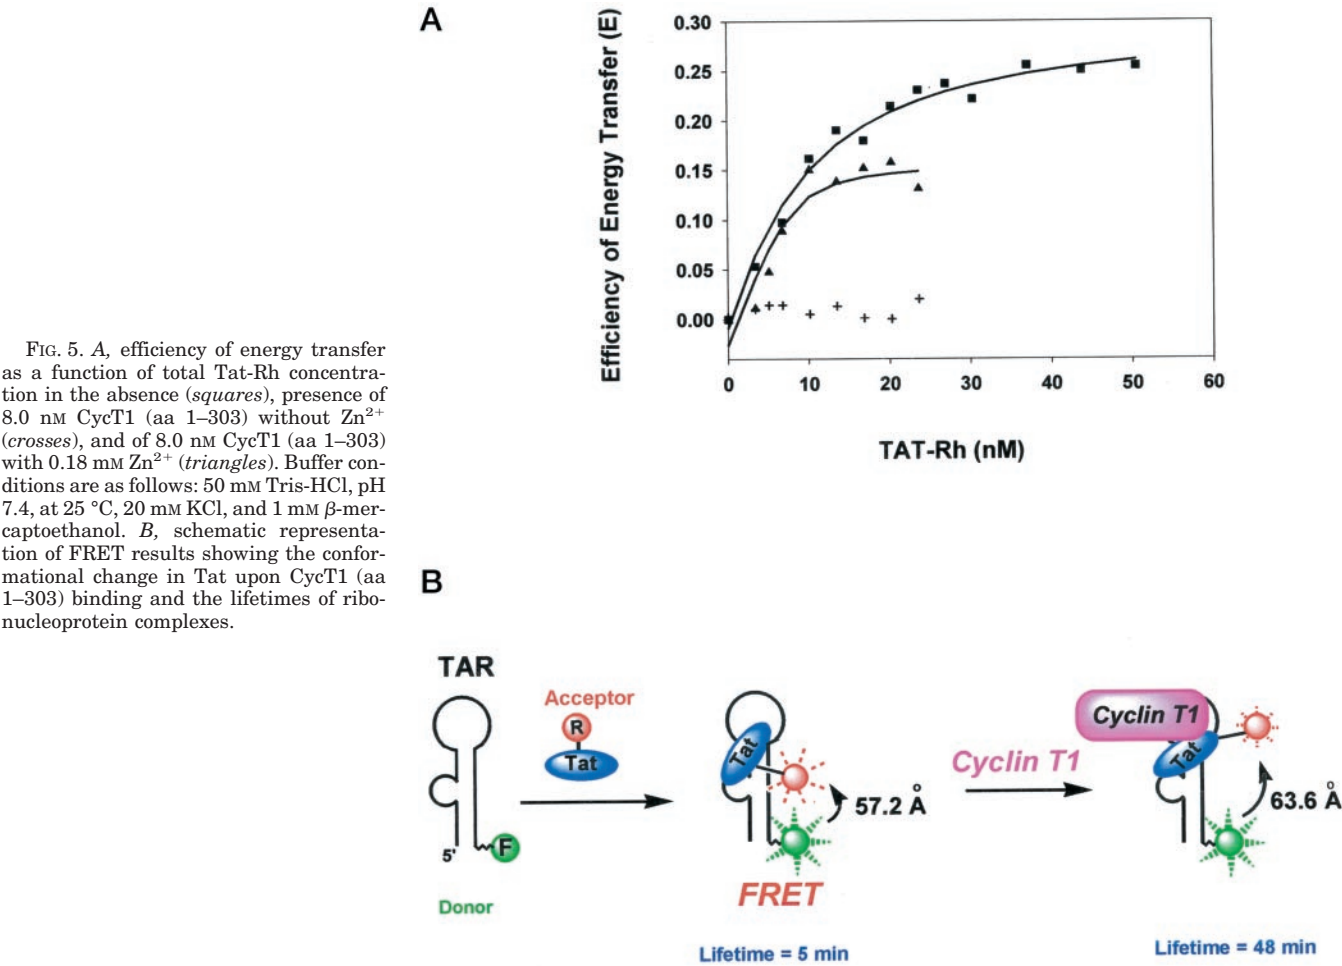 A
Efficiency of Energy Transfer (E)
0.30
0.25
0.20
0.15
0.10
0.05
0.00
0 10 20 30 40 50 60
TAT-Rh (nM)
FIG. 5. A, efficiency of energy transfer
as a function of total Tat-Rh concentra-
tion in the absence (squares), presence of
8.0 nM CycT1 (aa 1–303) without Zn²⁺
(crosses), and of 8.0 nM CycT1 (aa 1–303)
with 0.18 mM Zn²⁺ (triangles). Buffer con-
ditions are as follows: 50 mM Tris-HCl, pH
7.4, at 25 °C, 20 mM KCl, and 1 mM β-mer-
captoethanol. B, schematic representa-
tion of FRET results showing the confor-
mational change in Tat upon CycT1 (aa
1–303) binding and the lifetimes of ribo-
nucleoprotein complexes.
B
TAR
5'
F
Donor
Acceptor
R
Tat
Tat
57.2 Å
FRET
Lifetime = 5 min
Cyclin T1
Cyclin T1
Tat
63.6 Å
Lifetime = 48 min